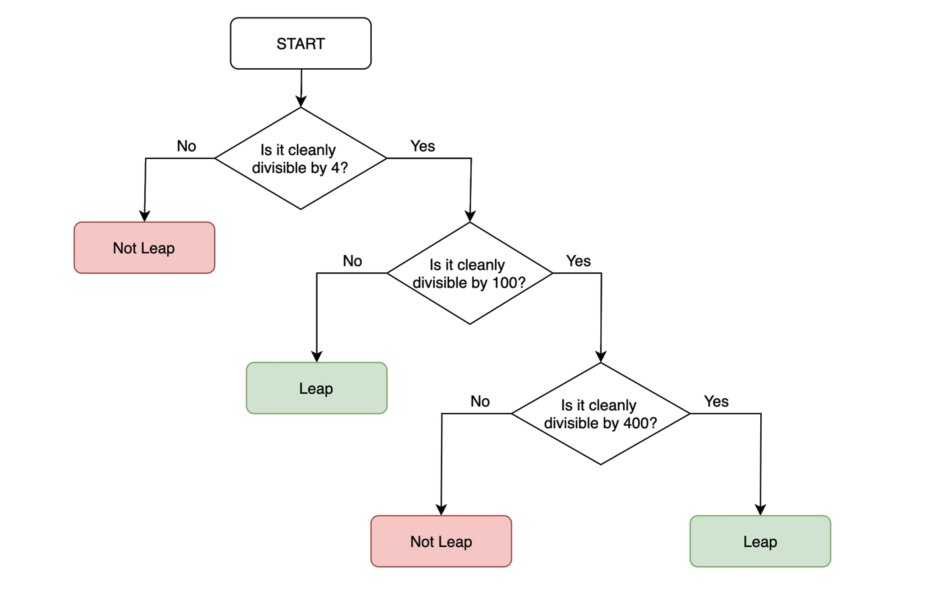 START
No
Is it cleanly
divisible by 4?
Yes
Not Leap
No
Is it cleanly
divisible by 100?
Yes
Leap
No
Is it cleanly
divisible by 400?
Yes
Not Leap
Leap